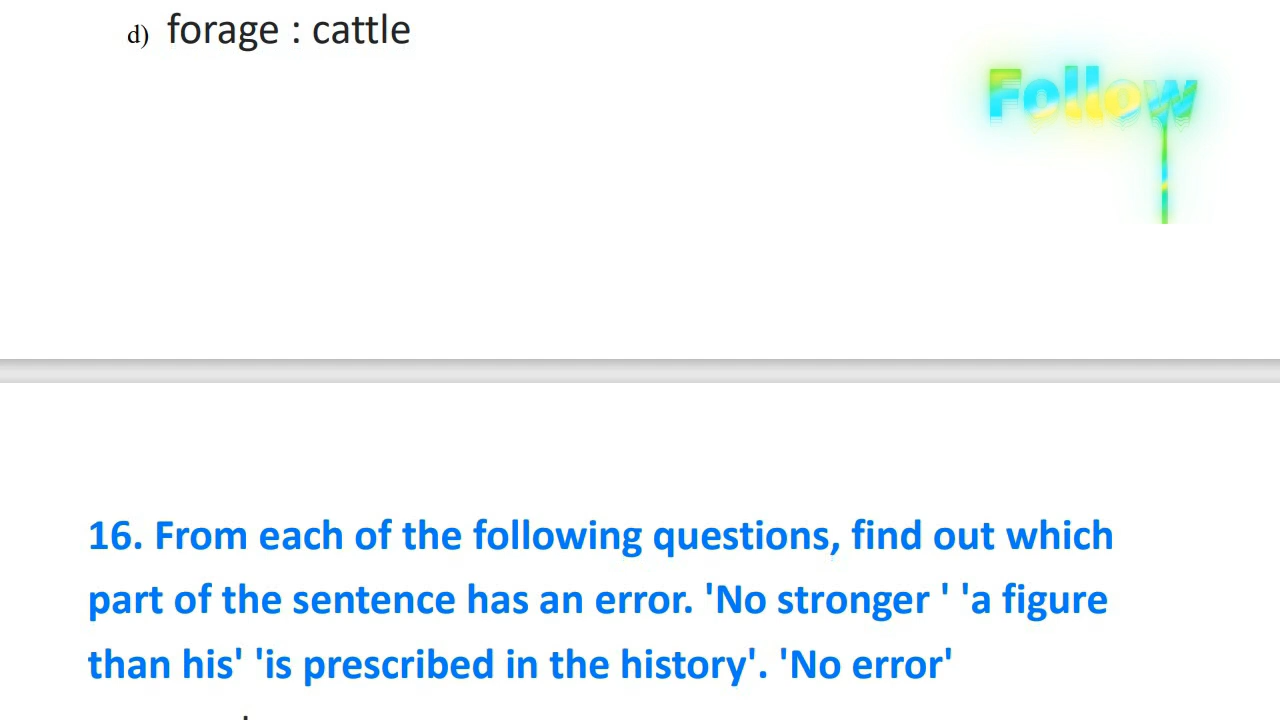 d) forage : cattle
Follow
16. From each of the following questions, find out which
part of the sentence has an error. 'No stronger ' 'a figure
than his' 'is prescribed in the history'. 'No error'